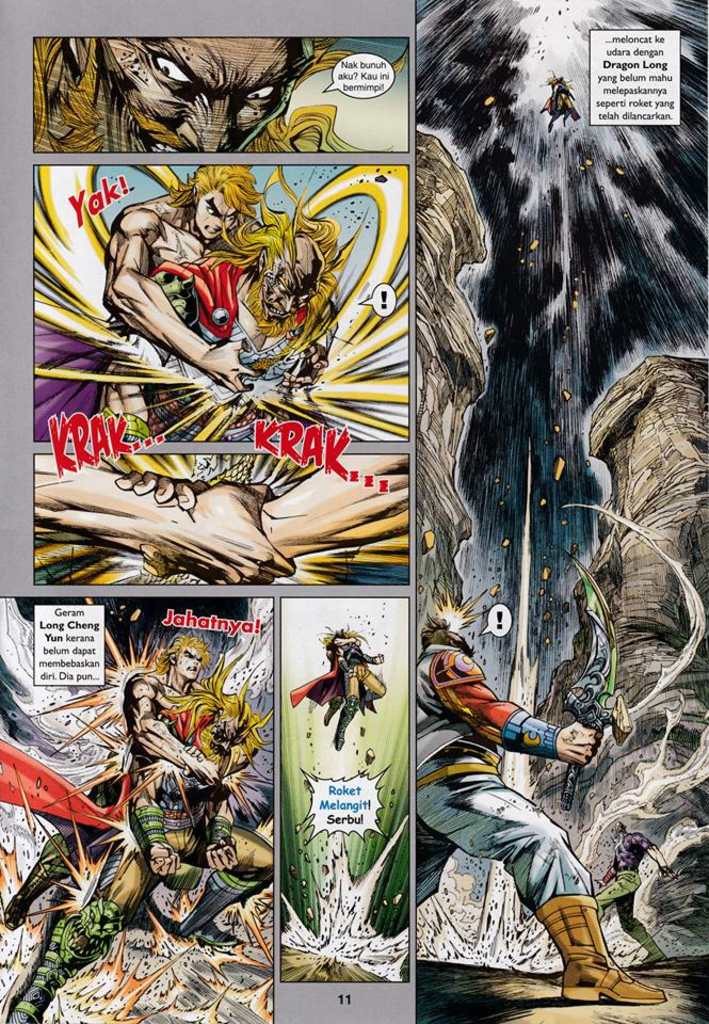 Nak bunuh
aku? Kau ini
bermimpi!
Yak!
!
KRAK...
KRAK...
Geram
Long Cheng
Yun kerana
belum dapat
membebaskan
diri. Dia pun...
Jahatnya!
Roket
Melangit!
Serbu!
...meloncat ke
udara dengan
Dragon Long
yang belum mahu
melepaskannya
seperti roket yang
telah dilancarkan.
!
11